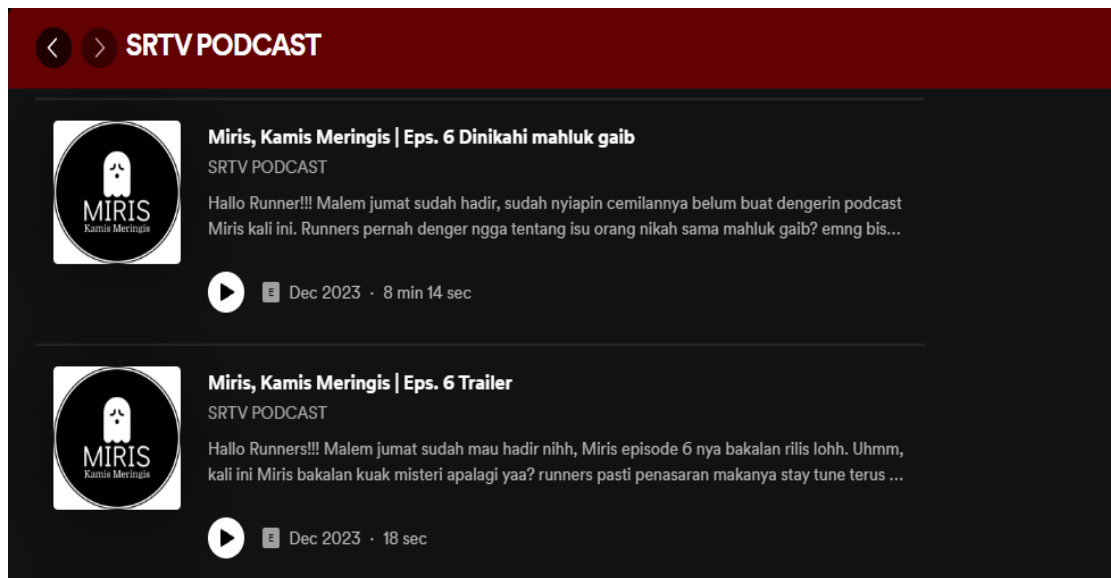 SRTV PODCAST
MIRIS
Kamis Meringis
Miris, Kamis Meringis | Eps. 6 Dinikahi mahluk gaib
SRTV PODCAST
Hallo Runner!!! Malem jumat sudah hadir, sudah nyiapin cemilannya belum buat dengerin podcast
Miris kali ini. Runners pernah denger ngga tentang isu orang nikah sama mahluk gaib? emng bis...
E Dec 2023 · 8 min 14 sec
MIRIS
Kamis Meringis
Miris, Kamis Meringis | Eps. 6 Trailer
SRTV PODCAST
Hallo Runners!!! Malem jumat sudah mau hadir nihh, Miris episode 6 nya bakalan rilis lohh. Uhmm,
kali ini Miris bakalan kuak misteri apalagi yaa? runners pasti penasaran makanya stay tune terus ...
E Dec 2023 · 18 sec